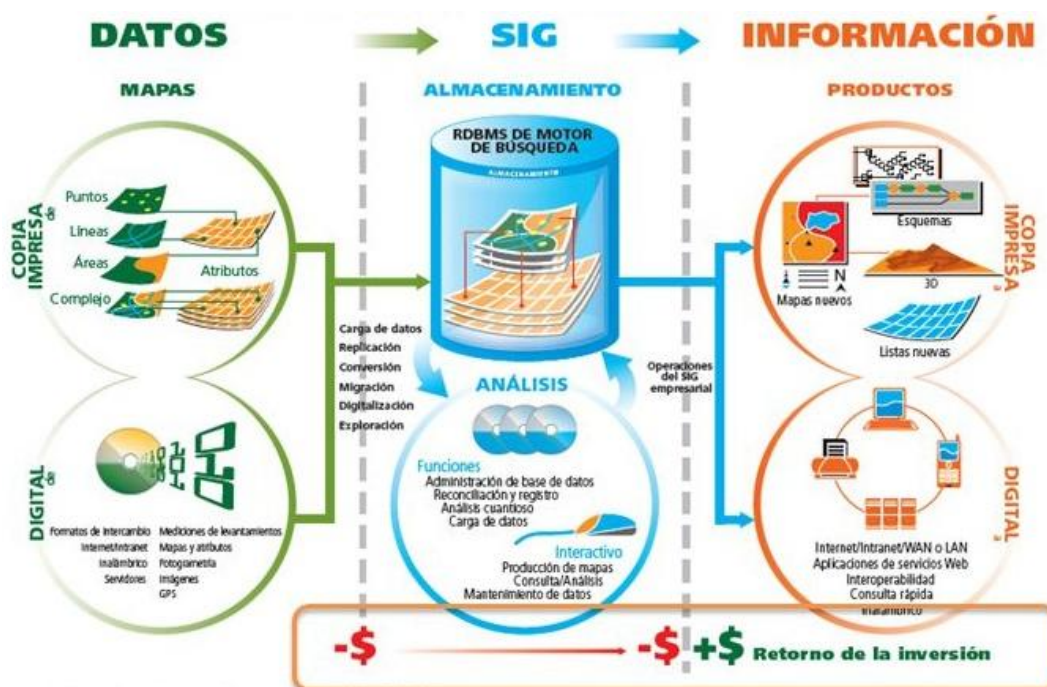 DATOS
SIG
INFORMACIÓN
MAPAS
ALMACENAMIENTO
PRODUCTOS
COPIA
IMPRESA
de
Puntos
Líneas
Áreas
Complejo
Atributos
RDBMS DE MOTOR
DE BÚSQUEDA
ALMACENAMIENTO
Esquemas
N
Mapas nuevos
3D
Listas nuevas
COPIA
IMPRESA
a
Carga de datos
Replicación
Conversión
Migración
Digitalización
Exploración
Operaciones
del SIG
empresarial
DIGITAL
de
Formatos de intercambio
Internet/Intranet
Inalámbrico
Servidores
Mediciones de levantamientos
Mapas y atributos
Fotogrametría
Imágenes
GPS
ANÁLISIS
Funciones
Administración de base de datos
Reconciliación y registro
Análisis cuantioso
Carga de datos
Interactivo
Producción de mapas
Consulta/Análisis
Mantenimiento de datos
DIGITAL
a
Internet/Intranet/WAN o LAN
Aplicaciones de servicios Web
Interoperabilidad
Consulta rápida
Inalámbrico
-$
-$
+$ Retorno de la inversión